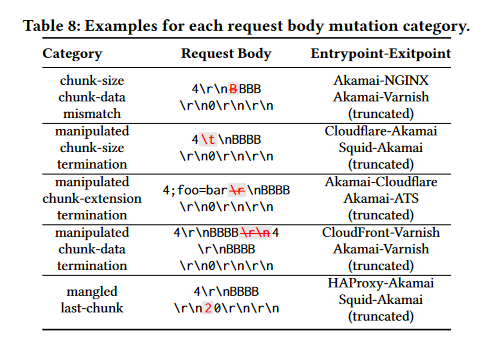 Table 8: Examples for each request body mutation category.
Category Request Body Entrypoint-Exitpoint
chunk-size
chunk-data
mismatch
4\r\nBBBB
\r\n0\r\n\r\n
Akamai-NGINX
Akamai-Varnish
(truncated)
manipulated
chunk-size
termination
4\t\nBBBB
\r\n0\r\n\r\n
Cloudflare-Akamai
Squid-Akamai
(truncated)
manipulated
chunk-extension
termination
4;foo=bar\r\nBBBB
\r\n0\r\n\r\n
Akamai-Cloudflare
Akamai-ATS
(truncated)
manipulated
chunk-data
termination
4\r\nBBBB\r\n4
\r\nBBBB
\r\n0\r\n\r\n
CloudFront-Varnish
Akamai-Varnish
(truncated)
mangled
last-chunk
4\r\nBBBB
\r\n20\r\n\r\n
HAProxy-Akamai
Squid-Akamai
(truncated)